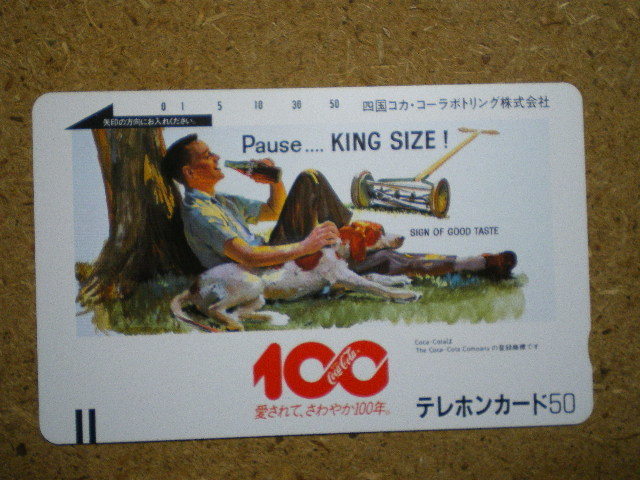 0 1 5 10 30 50 四国コカ・コーラボトリング株式会社
矢印の方向にお入れください。
Pause.... KING SIZE!
SIGN OF GOOD TASTE
100
Coca-Cola
愛されて、さわやか100年。
Coca-Colaは
The Coca-Cola Companyの登録商標です
テレホンカード50